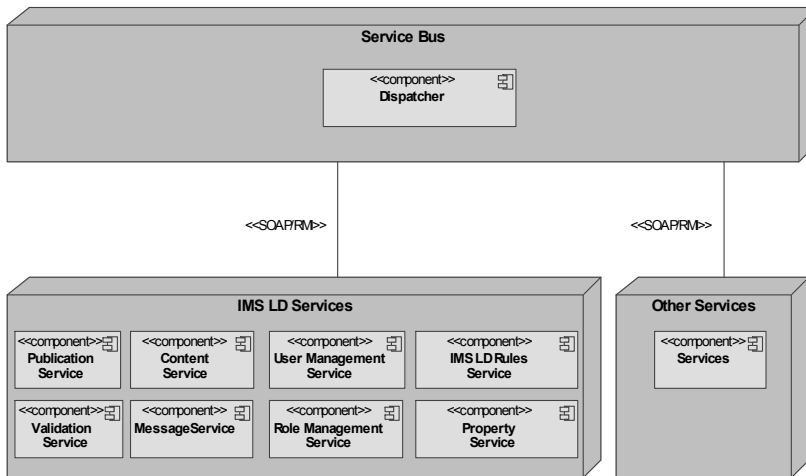 Service Bus
<<component>>
Dispatcher
<<SOAP/RMI>>
<<SOAP/RMI>>
IMS LD Services
<<component>>
Publication
Service
<<component>>
Content
Service
<<component>>
User Management
Service
<<component>>
IMS LD Rules
Service
<<component>>
Validation
Service
<<component>>
MessageService
<<component>>
Role Management
Service
<<component>>
Property
Service
Other Services
<<component>>
Services